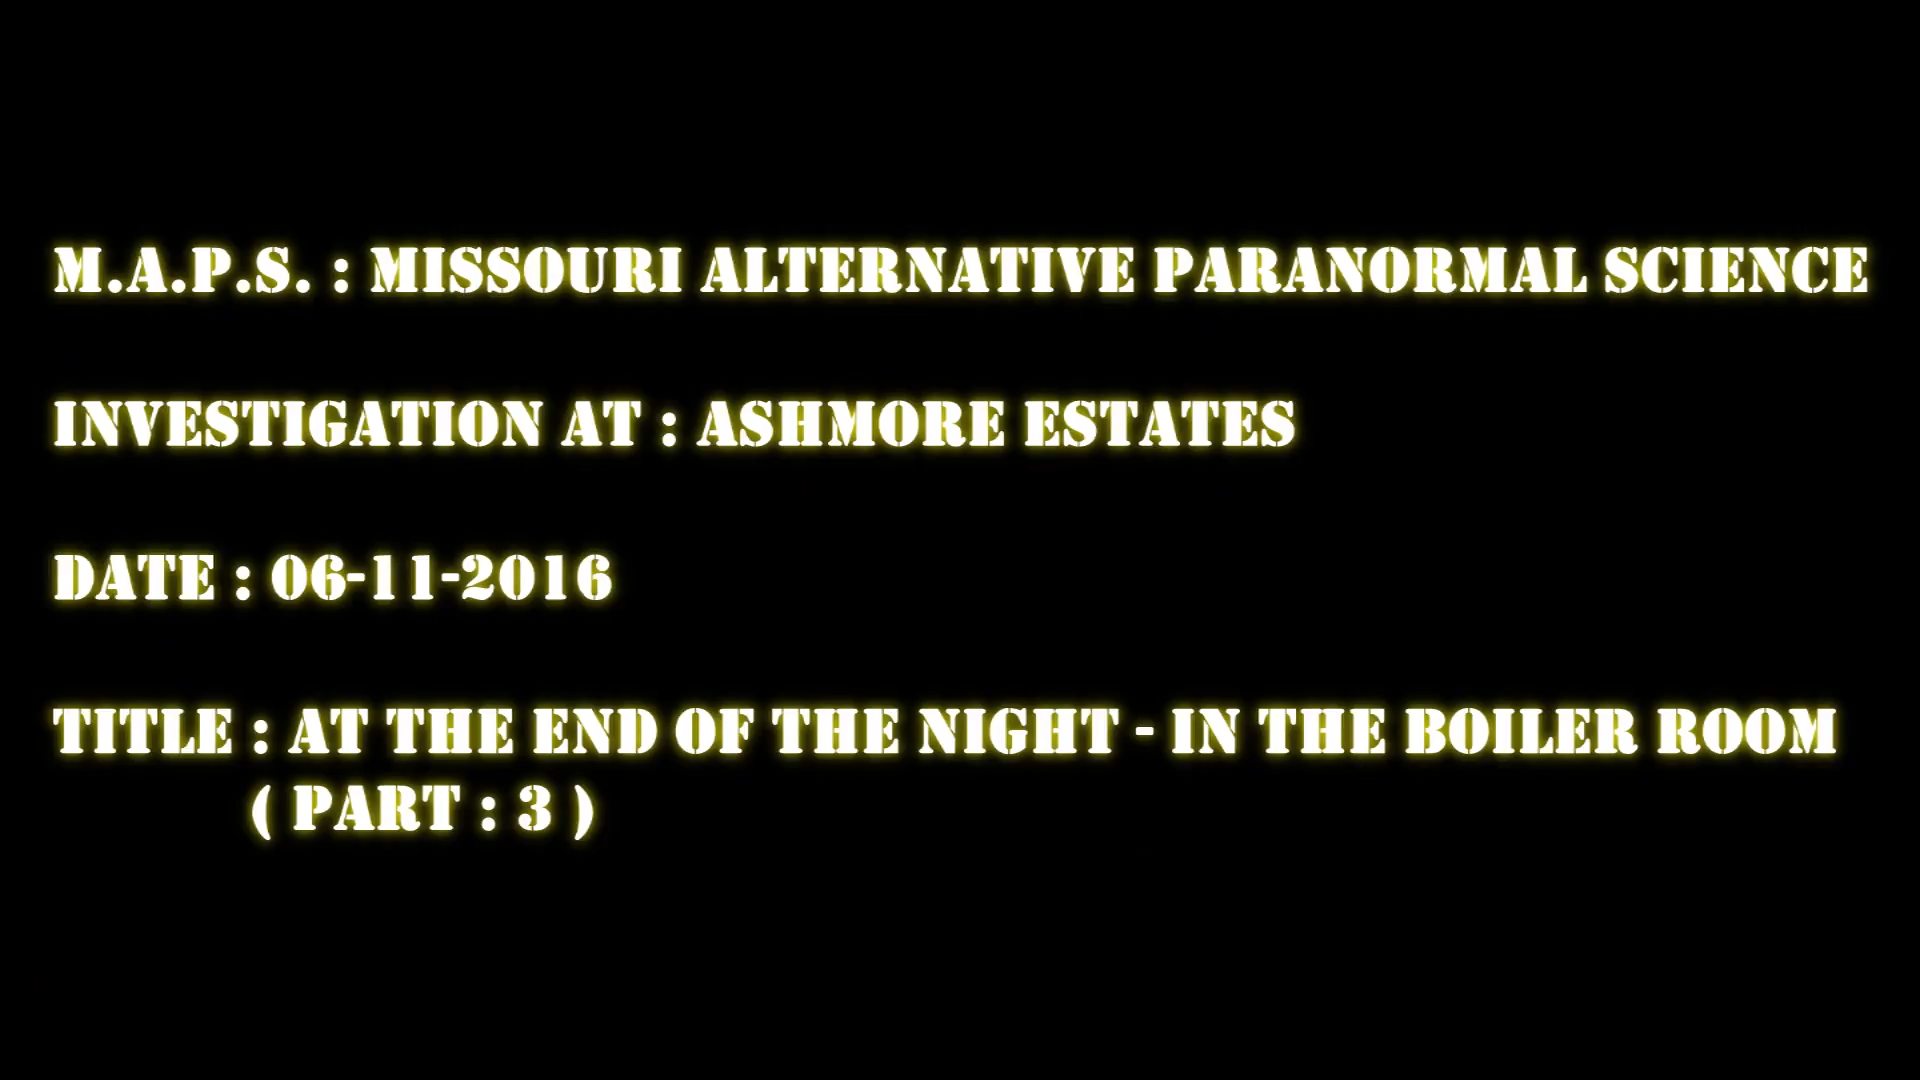 M.A.P.S. : MISSOURI ALTERNATIVE PARANORMAL SCIENCE
INVESTIGATION AT : ASHMORE ESTATES
DATE : 06-11-2016
TITLE : AT THE END OF THE NIGHT - IN THE BOILER ROOM
( PART : 3 )